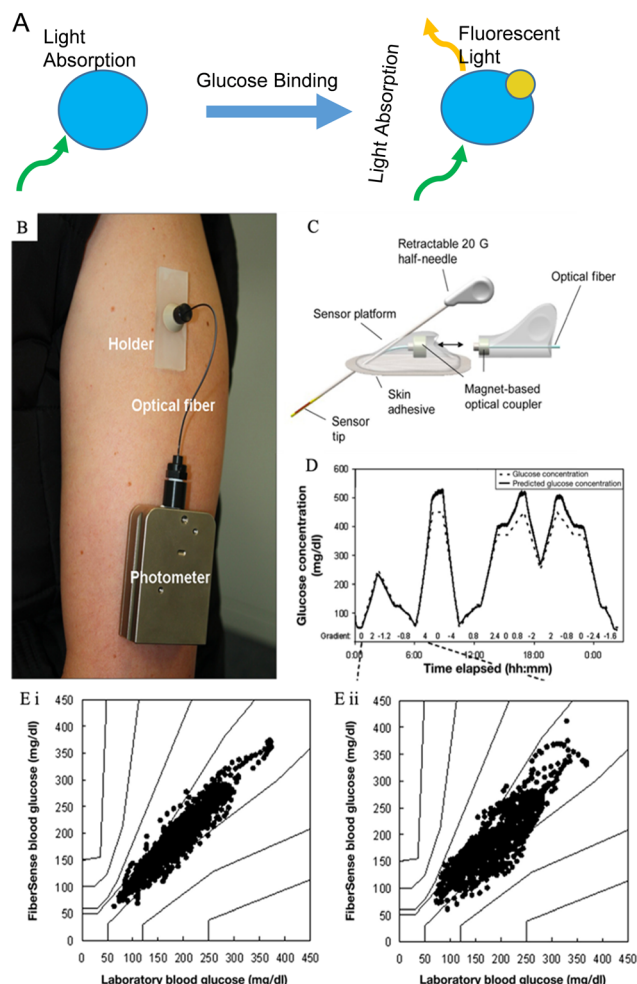 A
Light
Absorption
Glucose Binding
Light Absorption
Fluorescent
Light
B
Holder
Optical fiber
Photometer
C
Retractable 20 G
half-needle
Optical fiber
Sensor platform
Skin
adhesive
Magnet-based
optical coupler
Sensor
tip
D
Glucose concentration
(mg/dl)
600
500
400
300
200
100
Glucose concentration
Predicted glucose concentration
Gradient: 0 2 -1.2 -0.8 4 0 -4 0.8 2.4 0 0.8 -2 2 -0.8 0 -2.4 -1.6
0:00 6:00 12:00 18:00 0:00
Time elapsed (hh:mm)
E i
FiberSense blood glucose (mg/dl)
450
400
350
300
250
200
150
100
50
0
0 50 100 150 200 250 300 350 400 450
Laboratory blood glucose (mg/dl)
E ii
FiberSense blood glucose (mg/dl)
450
400
350
300
250
200
150
100
50
0
0 50 100 150 200 250 300 350 400 450
Laboratory blood glucose (mg/dl)